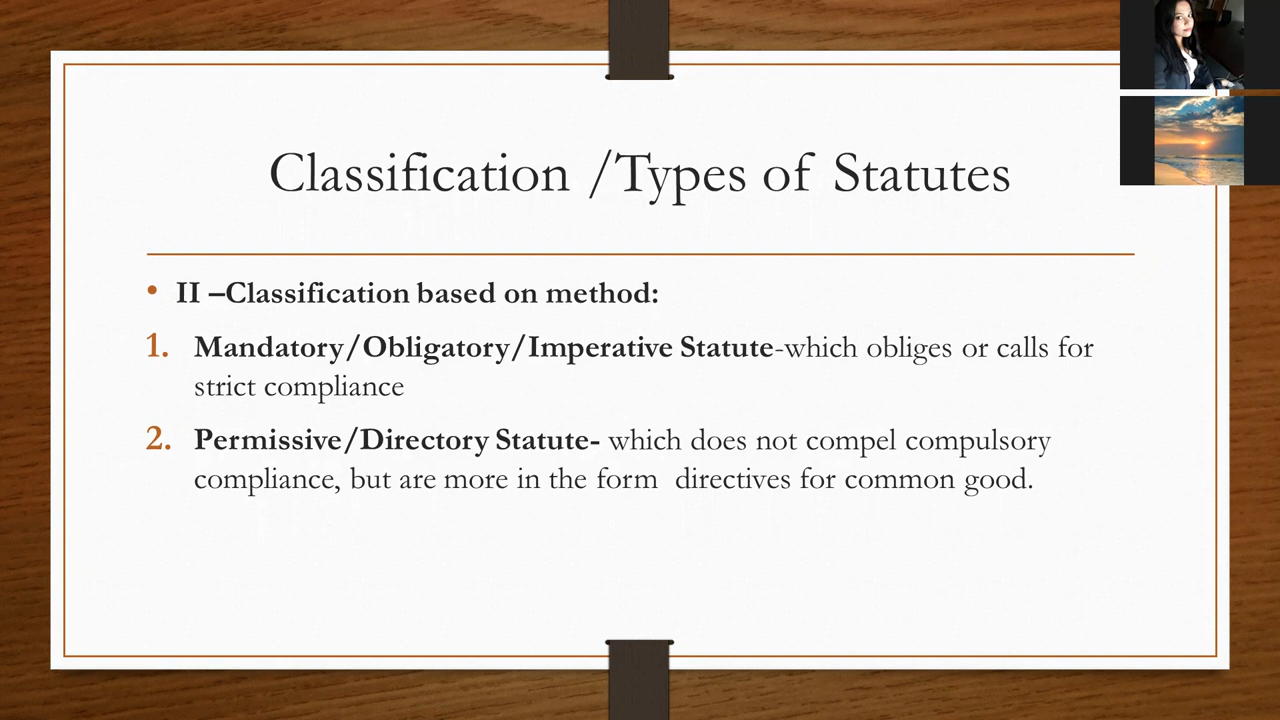 Classification /Types of Statutes
• II –Classification based on method:
1. Mandatory/Obligatory/Imperative Statute-which obliges or calls for
strict compliance
2. Permissive/Directory Statute- which does not compel compulsory
compliance, but are more in the form  directives for common good.